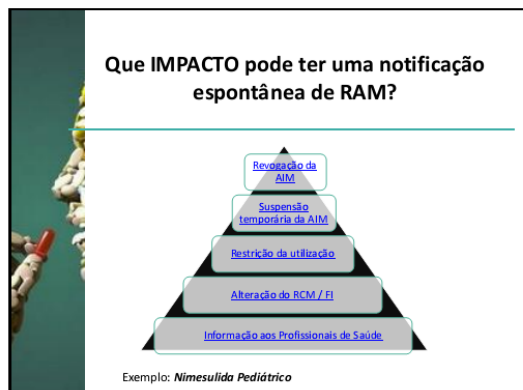 Que IMPACTO pode ter uma notificação
espontânea de RAM?
Revogação da
AIM
Suspensão
temporária da AIM
Restrição da utilização
Alteração do RCM / FI
Informação aos Profissionais de Saúde
Exemplo: Nimesulida Pediátrico